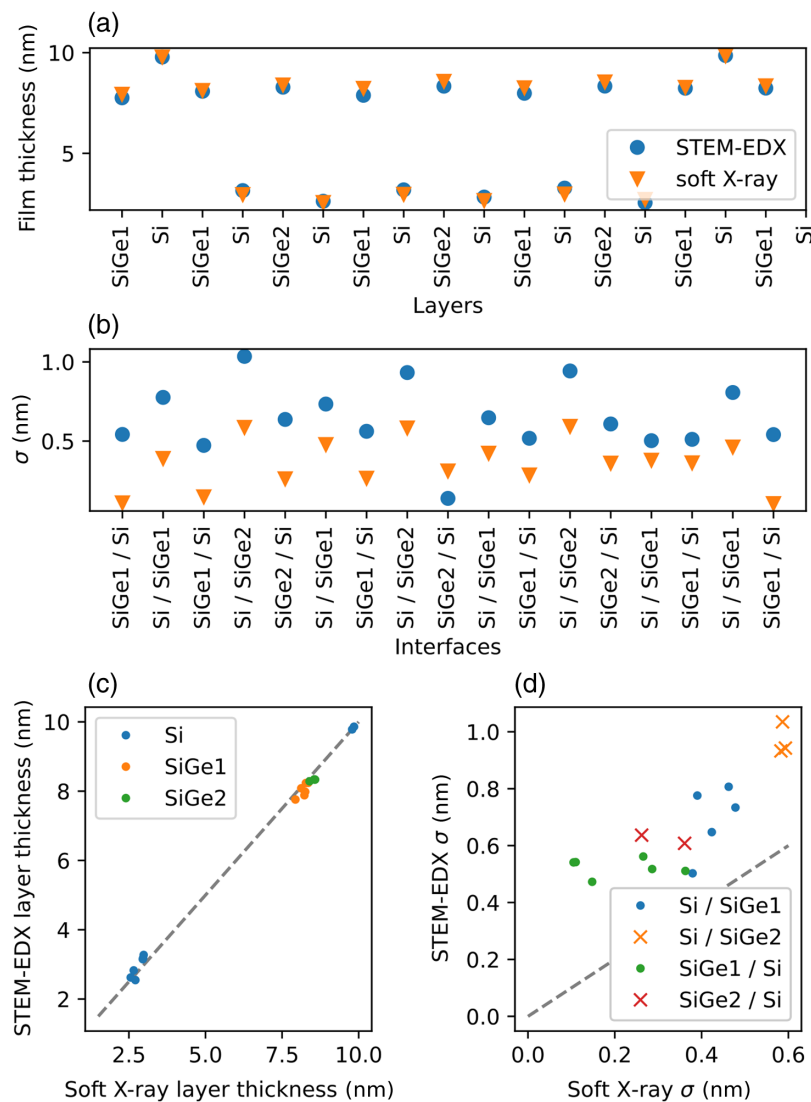 (a)
Film thickness (nm)
10
5
STEM-EDX
soft X-ray
SiGe1
Si
SiGe1
Si
SiGe2
Si
SiGe1
Si
SiGe2
Si
SiGe1
Si
SiGe2
Si
SiGe1
Si
SiGe1
Si
Layers
(b)
σ (nm)
1.0
0.5
SiGe1 / Si
Si / SiGe1
SiGe1 / Si
Si / SiGe2
SiGe2 / Si
Si / SiGe1
SiGe1 / Si
Si / SiGe2
SiGe2 / Si
Si / SiGe1
SiGe1 / Si
Si / SiGe2
SiGe2 / Si
Si / SiGe1
SiGe1 / Si
Si / SiGe1
SiGe1 / Si
Interfaces
(c)
STEM-EDX layer thickness (nm)
10
8
6
4
2
Si
SiGe1
SiGe2
2.5
5.0
7.5
10.0
Soft X-ray layer thickness (nm)
(d)
STEM-EDX σ (nm)
1.0
0.8
0.6
0.4
0.2
0.0
Si / SiGe1
Si / SiGe2
SiGe1 / Si
SiGe2 / Si
0.0
0.2
0.4
0.6
Soft X-ray σ (nm)